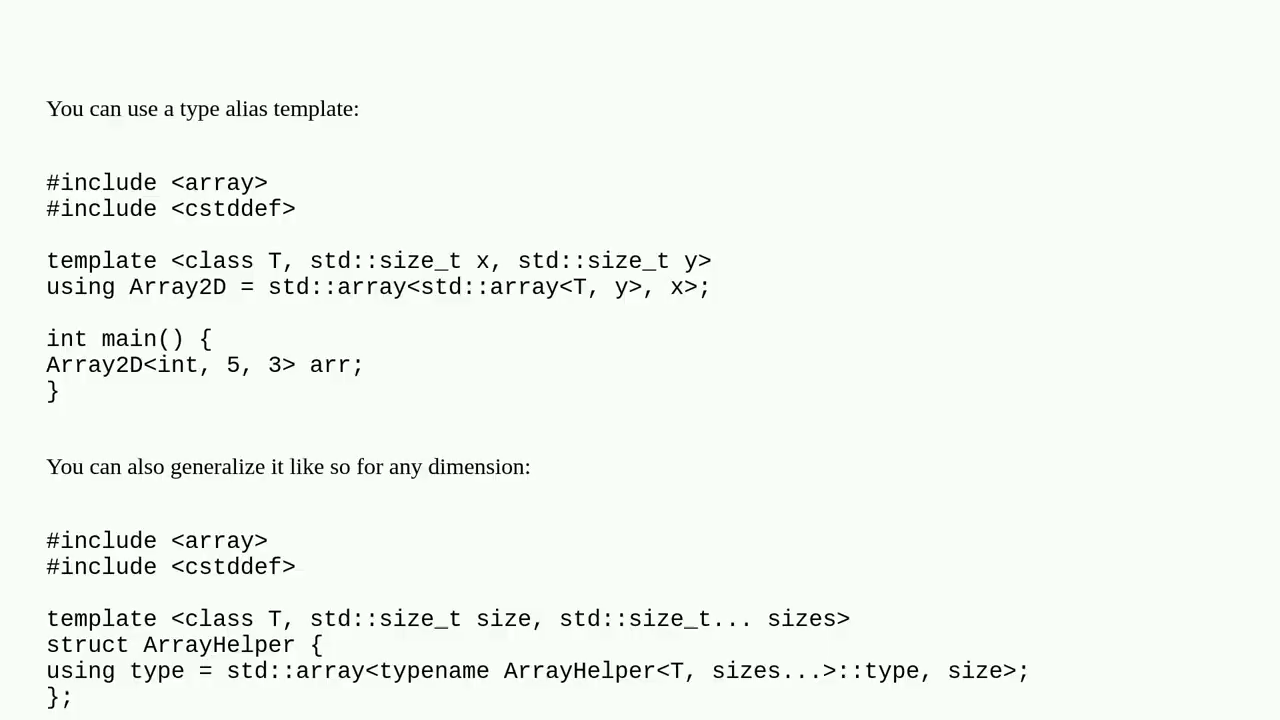 You can use a type alias template:
#include <array>
#include <cstddef>
template <class T, std::size_t x, std::size_t y>
using Array2D = std::array<std::array<T, y>, x>;
int main() {
Array2D<int, 5, 3> arr;
}
You can also generalize it like so for any dimension:
#include <array>
#include <cstddef>
template <class T, std::size_t size, std::size_t... sizes>
struct ArrayHelper {
using type = std::array<typename ArrayHelper<T, sizes...>::type, size>;
};